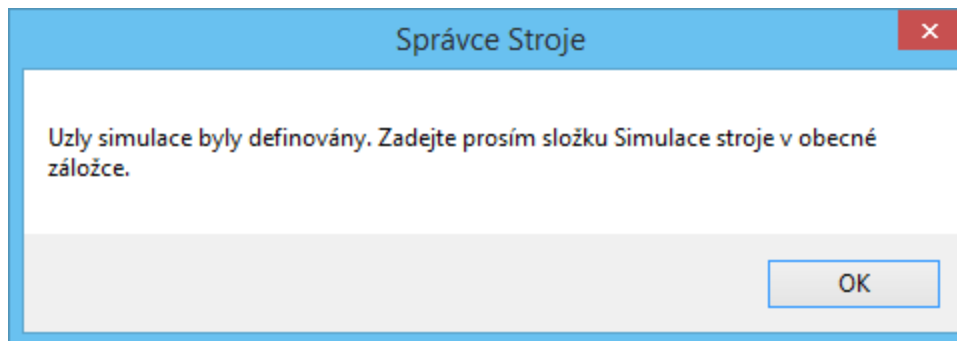 Správce Stroje
Uzly simulace byly definovány. Zadejte prosím složku Simulace stroje v obecné
záložce.
OK